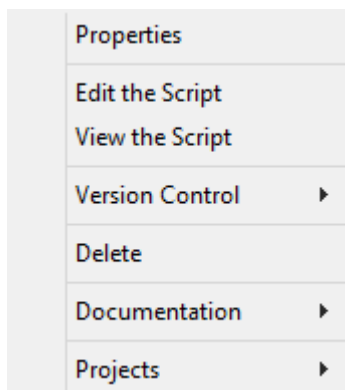 Properties
Edit the Script
View the Script
Version Control
Delete
Documentation
Projects